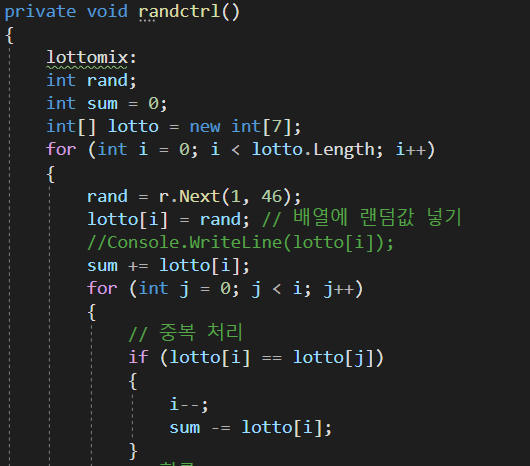 private void randctrl()
{
lottomix:
int rand;
int sum = 0;
int[] lotto = new int[7];
for (int i = 0; i < lotto.Length; i++)
{
rand = r.Next(1, 46);
lotto[i] = rand; // 배열에 랜덤값 넣기
//Console.WriteLine(lotto[i]);
sum += lotto[i];
for (int j = 0; j < i; j++)
{
// 중복 처리
if (lotto[i] == lotto[j])
{
i--;
sum -= lotto[i];
}